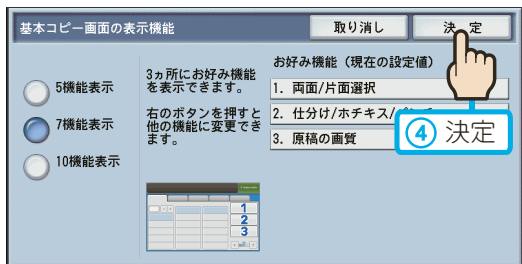 基本コピー画面の表示機能
取り消し
決 定
5機能表示
7機能表示
10機能表示
3ヵ所にお好み機能
を表示できます。
右のボタンを押すと
他の機能に変更でき
ます。
お好み機能（現在の設定値）
1. 両面/片面選択
2. 仕分け/ホチキス/
3. 原稿の画質
④ 決定
1
2
3